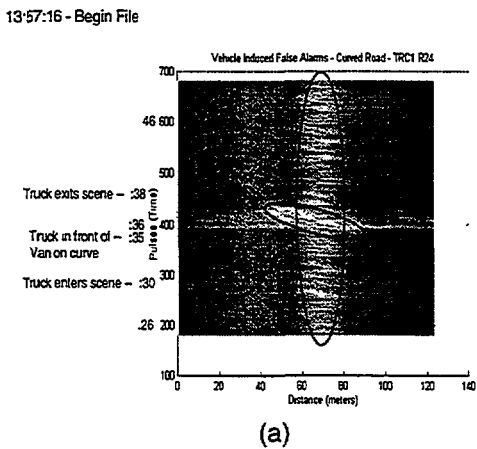 13:57:16 - Begin File
Vehicle Induced False Alarms - Curved Road - TRC1 R24
700
46 600
500
Truck exits scene - :38
400
:36
Truck in front of - :35
Van on curve
Pulses (Time)
300
Truck enters scene - :30
.26 200
100
0 20 40 60 80 100 120 140
Distance (meters)
(a)